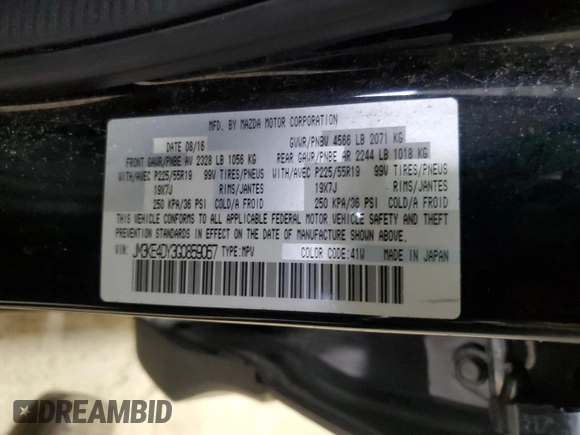 MFD. BY MAZDA MOTOR CORPORATION
DATE 08/16 GVWR/PNBV 4566 LB 2071 KG
FRONT GAWR/PNBE AV 2328 LB 1056 KG REAR GAWR/PNBE AR 2244 LB 1018 KG
WITH/AVEC P225/55R19 99V TIRES/PNEUS WITH/AVEC P225/55R19 99V TIRES/PNEUS
19X7J RIMS/JANTES 19X7J RIMS/JANTES
250 KPA/36 PSI COLD/A FROID 250 KPA/36 PSI COLD/A FROID
THIS VEHICLE CONFORMS TO ALL APPLICABLE FEDERAL MOTOR VEHICLE SAFETY AND THEFT
PREVENTION STANDARDS IN EFFECT ON THE DATE OF MANUFACTURE SHOWN ABOVE.
VIN: JM3KE4DY3G0859067 TYPE:MPV COLOR CODE:41W MADE IN JAPAN
DREAMBID